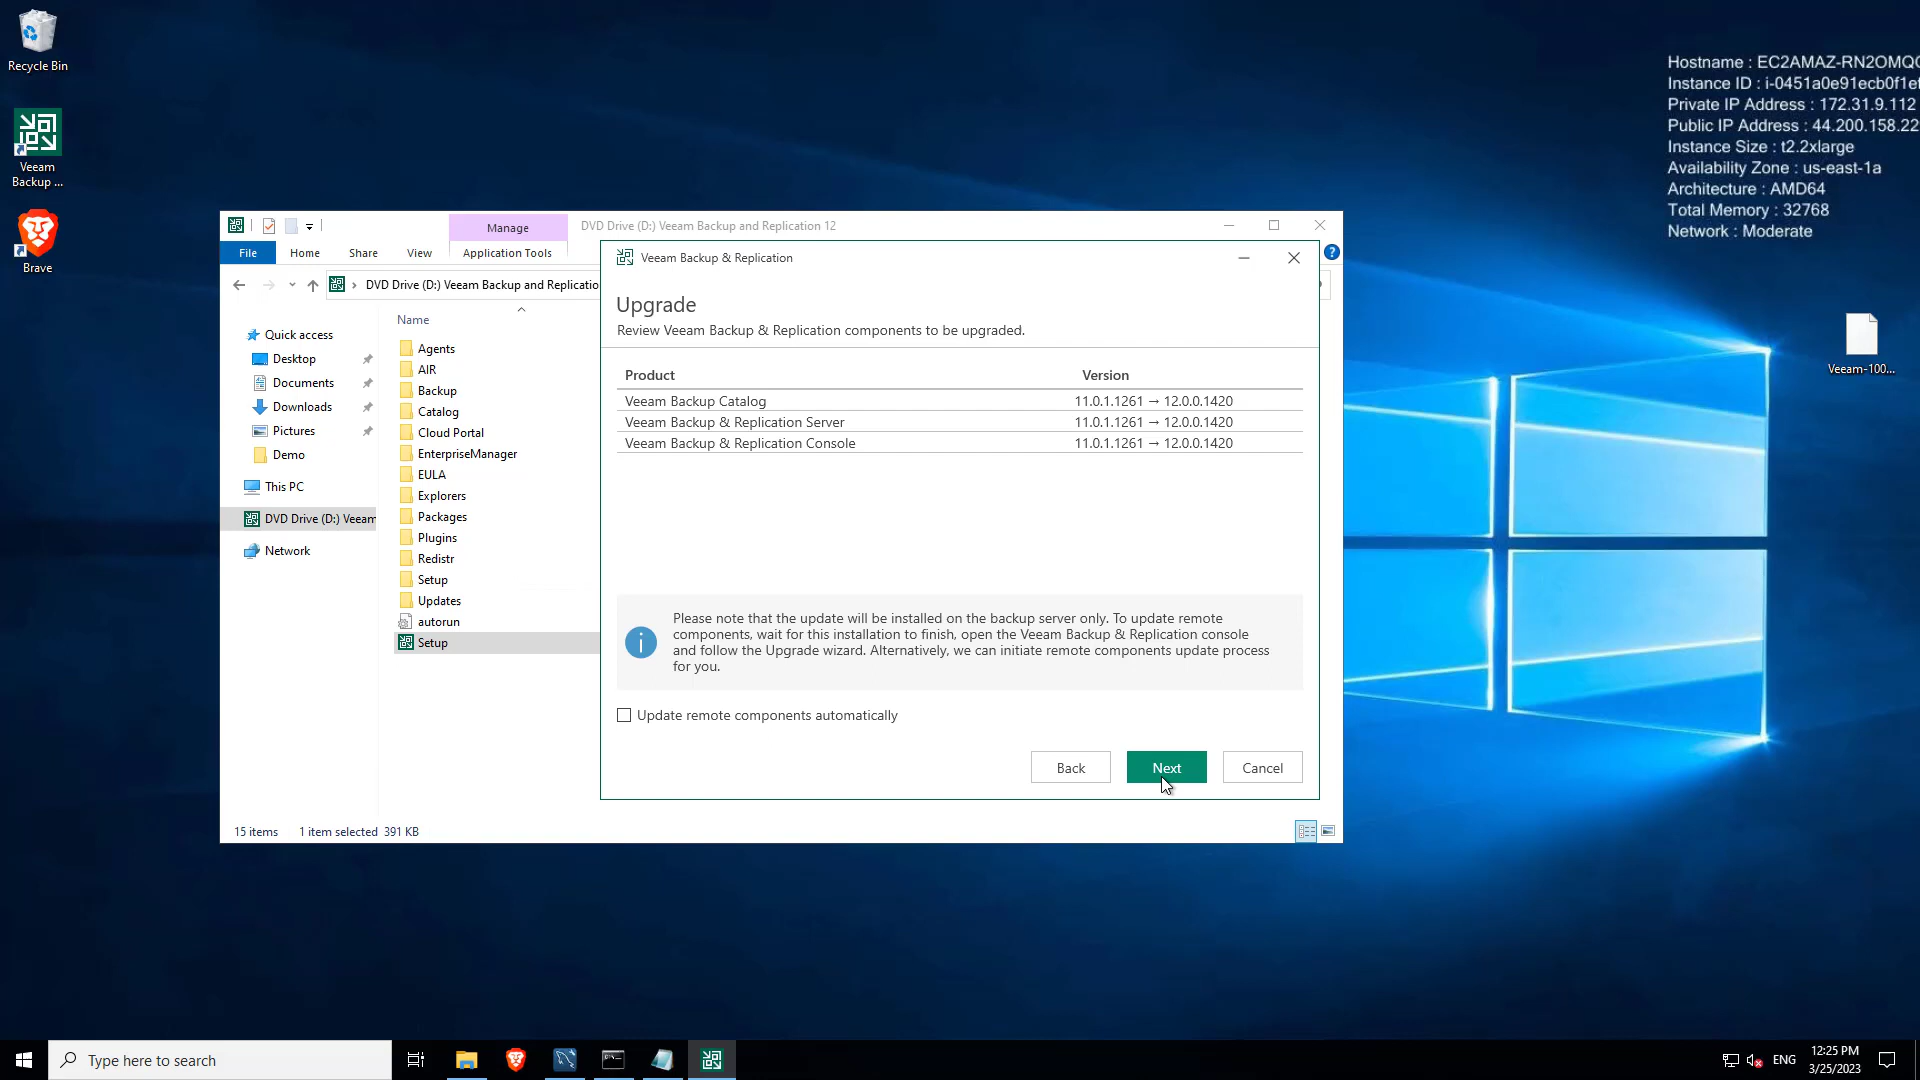 Recycle Bin
Veeam
Backup ...
Brave
Hostname : EC2AMAZ-RN2OMQ
Instance ID : i-0451a0e91ecb0f1e
Private IP Address : 172.31.9.112
Public IP Address : 44.200.158.22
Instance Size : t2.2xlarge
Availability Zone : us-east-1a
Architecture : AMD64
Total Memory : 32768
Network : Moderate
Veeam-100...
Manage
DVD Drive (D:) Veeam Backup and Replication 12
File
Home
Share
View
Application Tools
DVD Drive (D:) Veeam Backup and Replicatio
Name
Quick access
Desktop
Documents
Downloads
Pictures
Demo
This PC
DVD Drive (D:) Veeam
Network
Agents
AIR
Backup
Catalog
Cloud Portal
EnterpriseManager
EULA
Explorers
Packages
Plugins
Redistr
Setup
Updates
autorun
Setup
15 items
1 item selected 391 KB
Veeam Backup & Replication
Upgrade
Review Veeam Backup & Replication components to be upgraded.
Product Version
Veeam Backup Catalog 11.0.1.1261 → 12.0.0.1420
Veeam Backup & Replication Server 11.0.1.1261 → 12.0.0.1420
Veeam Backup & Replication Console 11.0.1.1261 → 12.0.0.1420
Please note that the update will be installed on the backup server only. To update remote
components, wait for this installation to finish, open the Veeam Backup & Replication console
and follow the Upgrade wizard. Alternatively, we can initiate remote components update process
for you.
Update remote components automatically
Back
Next
Cancel
Type here to search
ENG
12:25 PM
3/25/2023